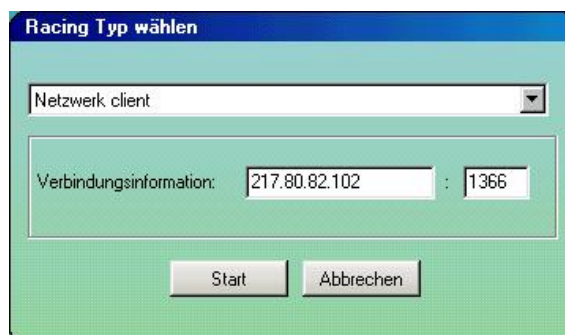 Racing Typ wählen
Netzwerk client
Verbindungsinformation: 217.80.82.102 : 1366
Start Abbrechen